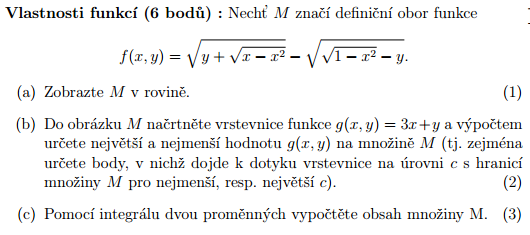 Vlastnosti funkcí (6 bodů) : Nechť M značí definiční obor funkce
f(x, y) = √(y + √(x − x²)) − √(√(1 − x²) − y).
(a) Zobrazte M v rovině. (1)
(b) Do obrázku M načrtněte vrstevnice funkce g(x, y) = 3x+y a výpočtem
určete největší a nejmenší hodnotu g(x, y) na množině M (tj. zejména
určete body, v nichž dojde k dotyku vrstevnice na úrovni c s hranicí
množiny M pro nejmenší, resp. největší c). (2)
(c) Pomocí integrálu dvou proměnných vypočtěte obsah množiny M. (3)